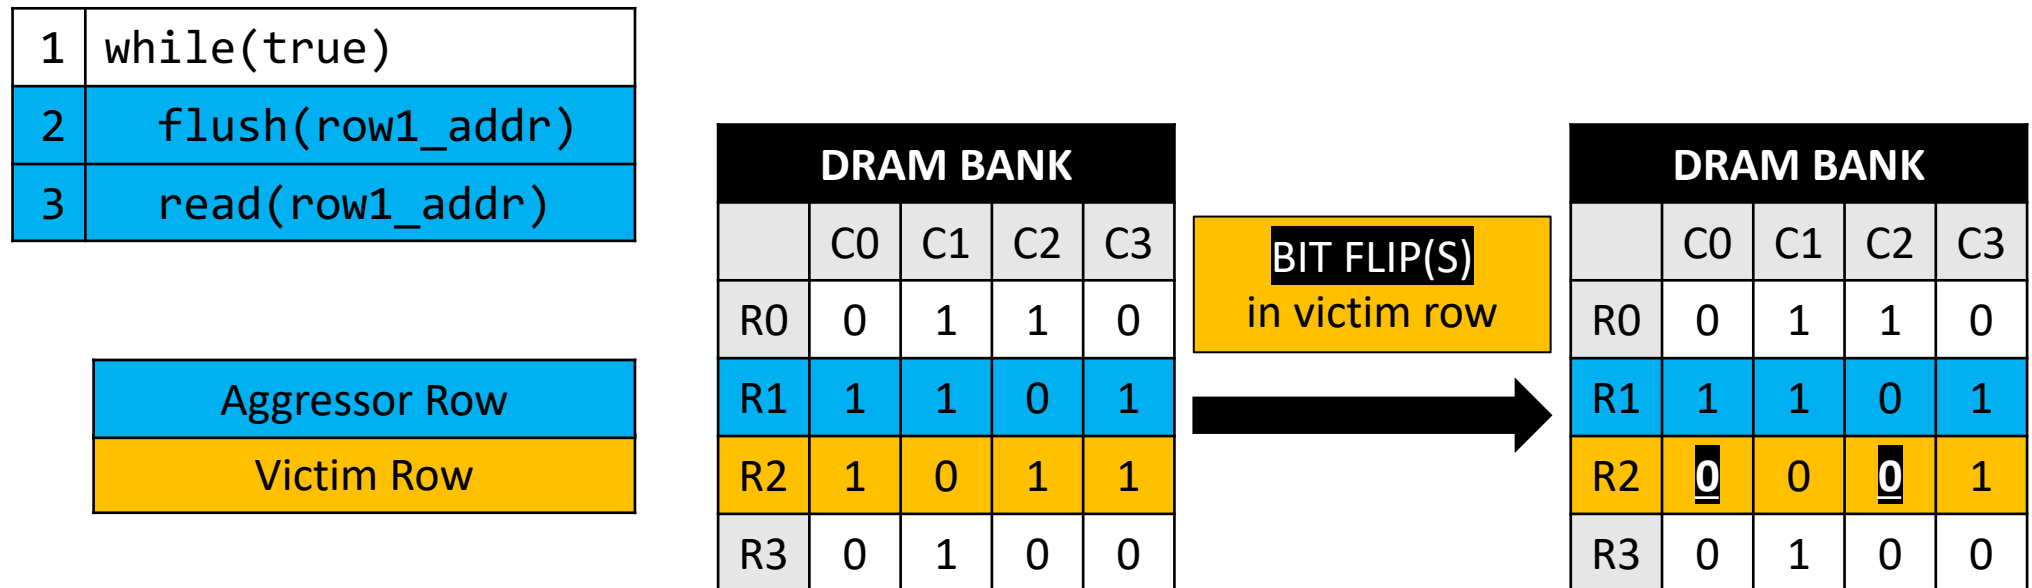 1 while(true)
2 flush(row1_addr)
3 read(row1_addr)
Aggressor Row
Victim Row
DRAM BANK
C0 C1 C2 C3
R0 0 1 1 0
R1 1 1 0 1
R2 1 0 1 1
R3 0 1 0 0
BIT FLIP(S)
in victim row
DRAM BANK
C0 C1 C2 C3
R0 0 1 1 0
R1 1 1 0 1
R2 0 0 0 1
R3 0 1 0 0